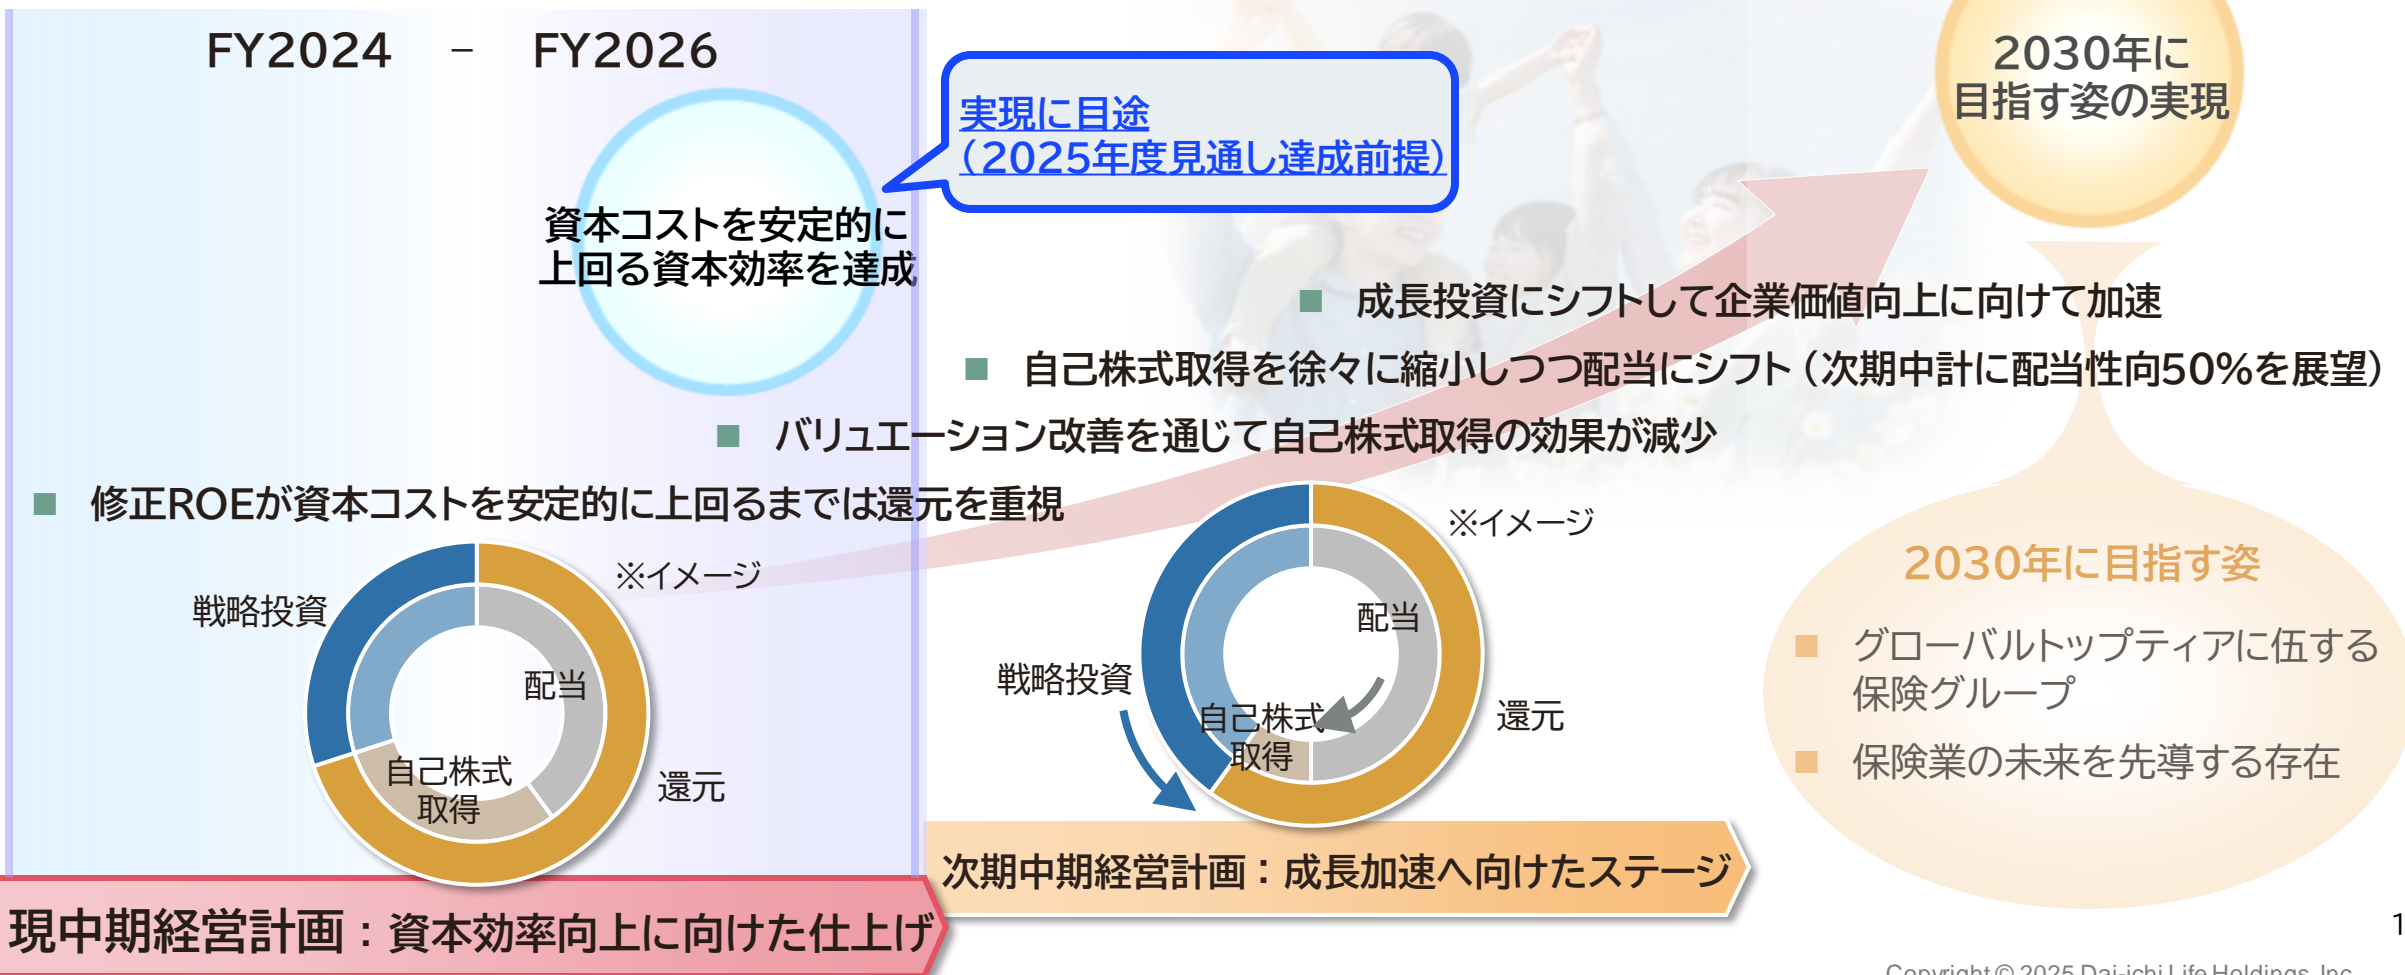 FY2024 – FY2026
実現に目途
（2025年度見通し達成前提）
2030年に
目指す姿の実現
資本コストを安定的に
上回る資本効率を達成
■ 成長投資にシフトして企業価値向上に向けて加速
■ 自己株式取得を徐々に縮小しつつ配当にシフト（次期中計に配当性向50%を展望）
■ バリュエーション改善を通じて自己株式取得の効果が減少
■ 修正ROEが資本コストを安定的に上回るまでは還元を重視
※イメージ
戦略投資
配当
自己株式
取得
還元
※イメージ
戦略投資
配当
自己株式
取得
還元
2030年に目指す姿
■ グローバルトップティアに伍する
保険グループ
■ 保険業の未来を先導する存在
次期中期経営計画：成長加速へ向けたステージ
現中期経営計画：資本効率向上に向けた仕上げ
1
Copyright © 2025 Dai-ichi Life Holdings, Inc.